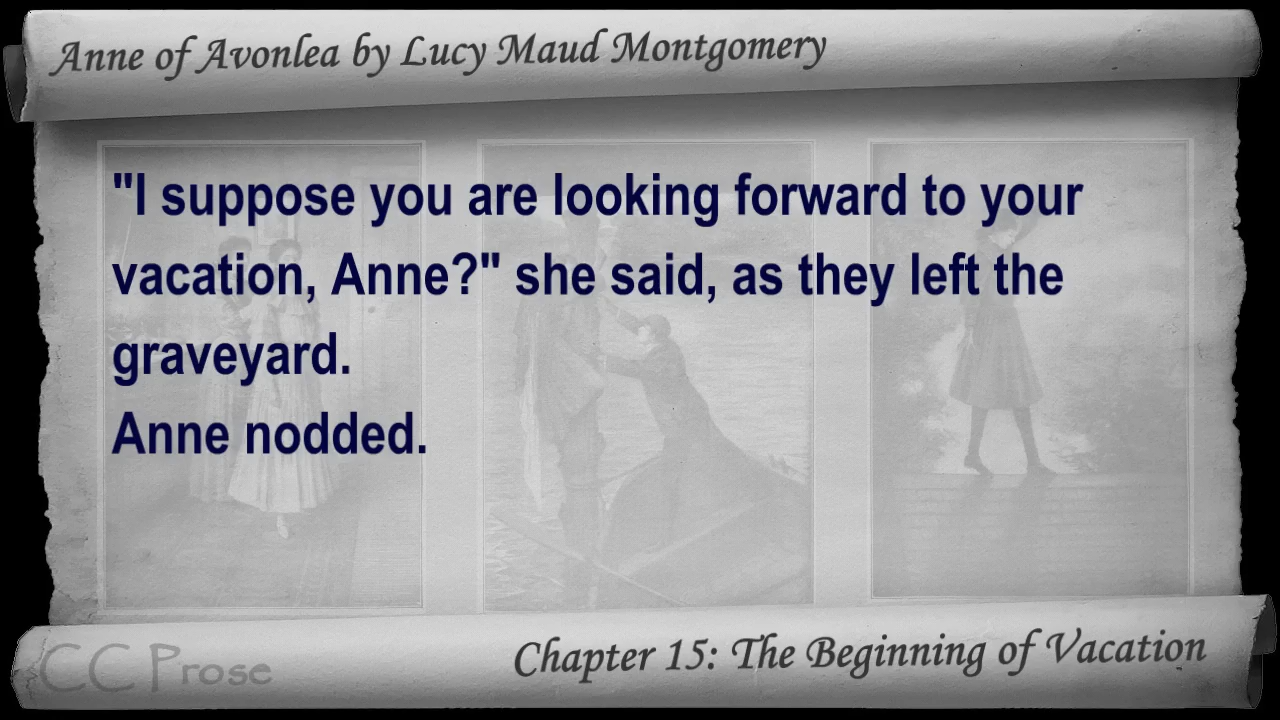 Anne of Avonlea by Lucy Maud Montgomery
"I suppose you are looking forward to your
vacation, Anne?" she said, as they left the
graveyard.
Anne nodded.
CC Prose
Chapter 15: The Beginning of Vacation